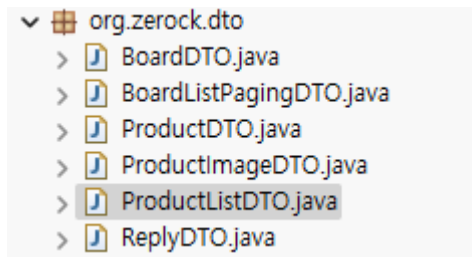 org.zerock.dto
BoardDTO.java
BoardListPagingDTO.java
ProductDTO.java
ProductImageDTO.java
ProductListDTO.java
ReplyDTO.java